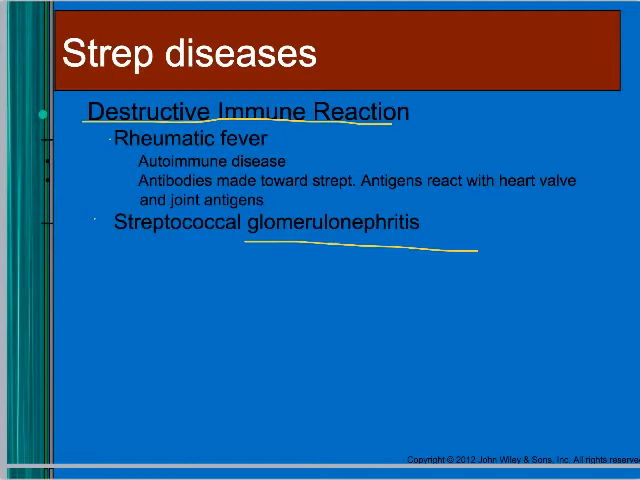 Strep diseases
Destructive Immune Reaction
Rheumatic fever
Autoimmune disease
Antibodies made toward strept. Antigens react with heart valve
and joint antigens
Streptococcal glomerulonephritis
Copyright © 2012 John Wiley & Sons, Inc. All rights reserve